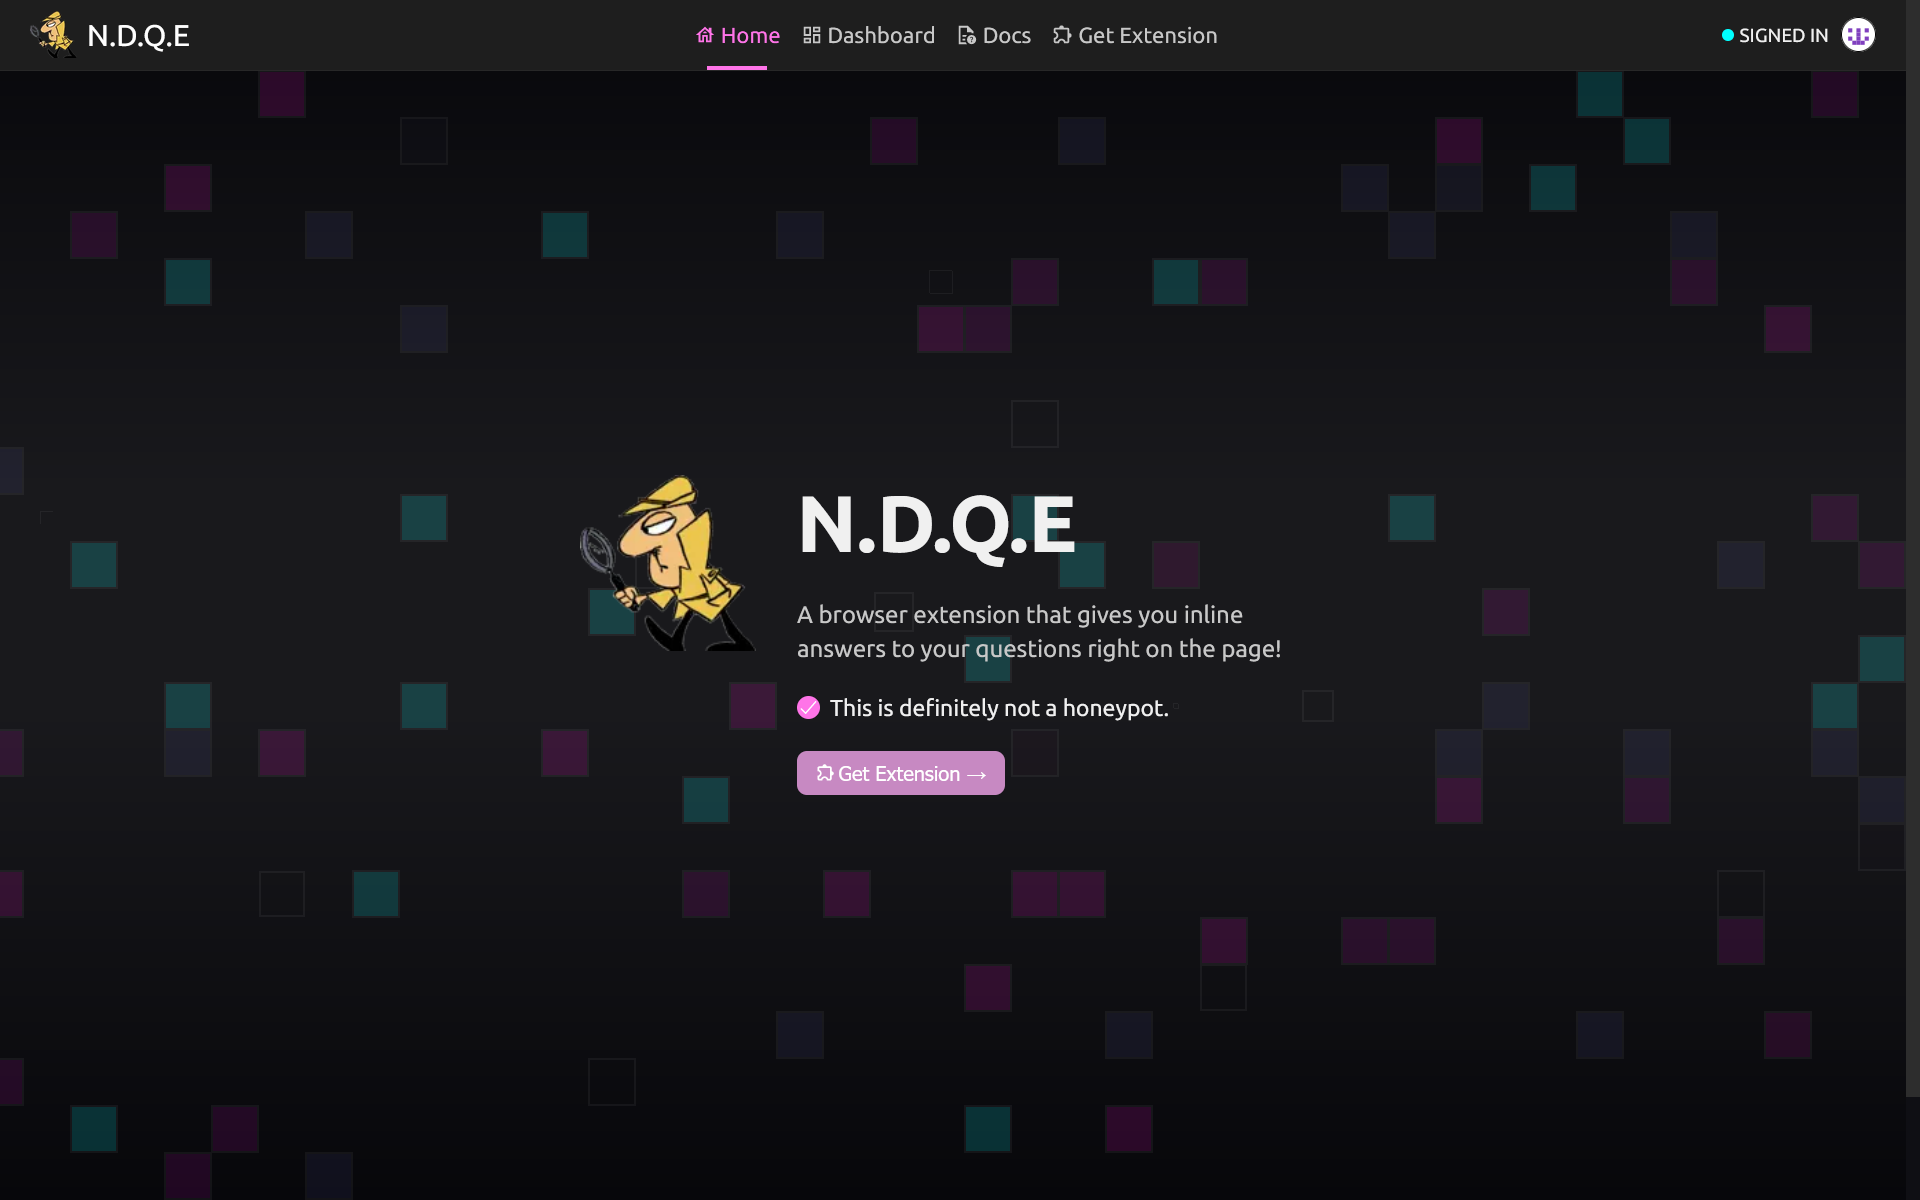 N.D.Q.E
Home
Dashboard
Docs
Get Extension
SIGNED IN
N.D.Q.E
A browser extension that gives you inline
answers to your questions right on the page!
This is definitely not a honeypot.
Get Extension →